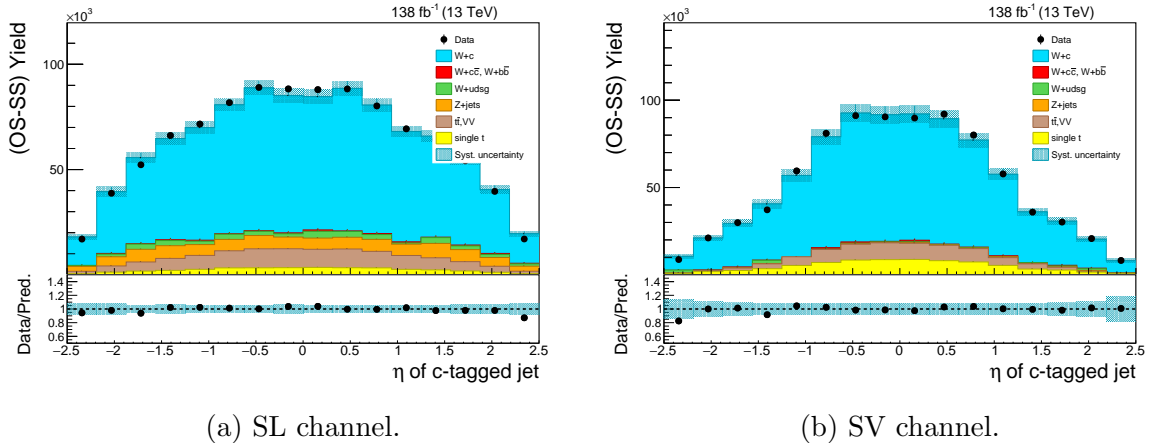 ×10³ 138 fb⁻¹ (13 TeV)
(OS-SS) Yield
100
50
Data
W+c
W+cc̅, W+bb̅
W+udsg
Z+jets
tt̅,VV
single t
Syst. uncertainty
Data/Pred.
1.4
1.2
1.0
0.8
0.6
−2.5 −2 −1.5 −1 −0.5 0 0.5 1 1.5 2 2.5
η of c-tagged jet
(a) SL channel.
×10³ 138 fb⁻¹ (13 TeV)
(OS-SS) Yield
100
50
Data
W+c
W+cc̅, W+bb̅
W+udsg
Z+jets
tt̅,VV
single t
Syst. uncertainty
Data/Pred.
1.4
1.2
1.0
0.8
0.6
−2.5 −2 −1.5 −1 −0.5 0 0.5 1 1.5 2 2.5
η of c-tagged jet
(b) SV channel.